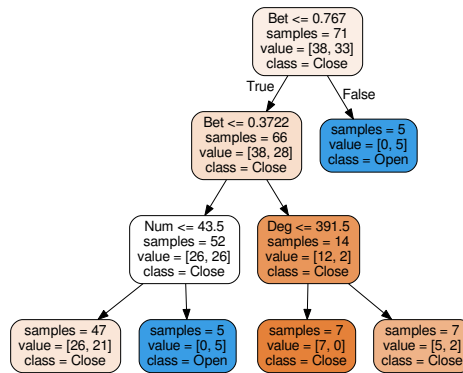 Bet <= 0.767
samples = 71
value = [38, 33]
class = Close
True
False
Bet <= 0.3722
samples = 66
value = [38, 28]
class = Close
samples = 5
value = [0, 5]
class = Open
Num <= 43.5
samples = 52
value = [26, 26]
class = Close
Deg <= 391.5
samples = 14
value = [12, 2]
class = Close
samples = 47
value = [26, 21]
class = Close
samples = 5
value = [0, 5]
class = Open
samples = 7
value = [7, 0]
class = Close
samples = 7
value = [5, 2]
class = Close